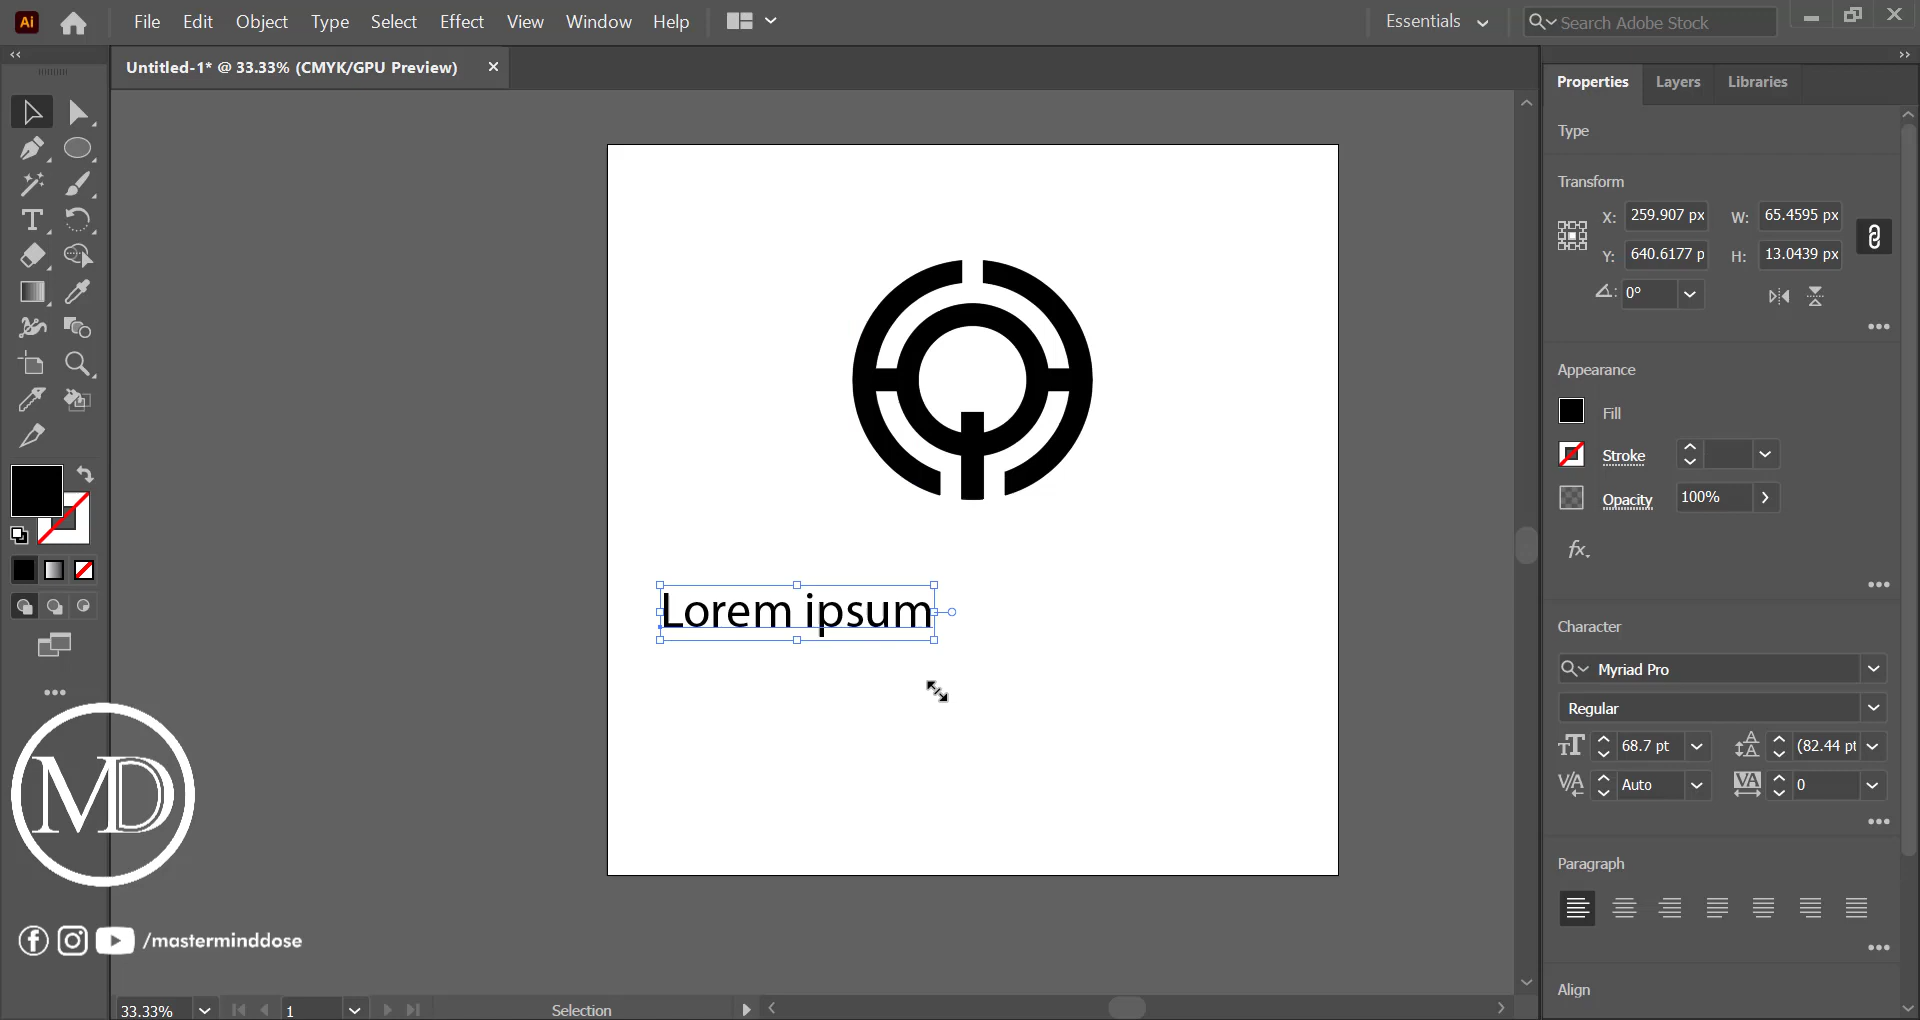 Ai File Edit Object Type Select Effect View Window Help Essentials Search Adobe Stock
Untitled-1* @ 33.33% (CMYK/GPU Preview) ×
Properties Layers Libraries
Type
Transform
X: 259.907 px W: 65.4595 px
Y: 640.6177 p H: 13.0439 px
0°
Appearance
Fill
Stroke
Opacity 100%
fx.
Lorem ipsum
Character
Myriad Pro
Regular
68.7 pt (82.44 pt
Auto 0
Paragraph
Align
MD
/masterminddose
33.33% 1 Selection